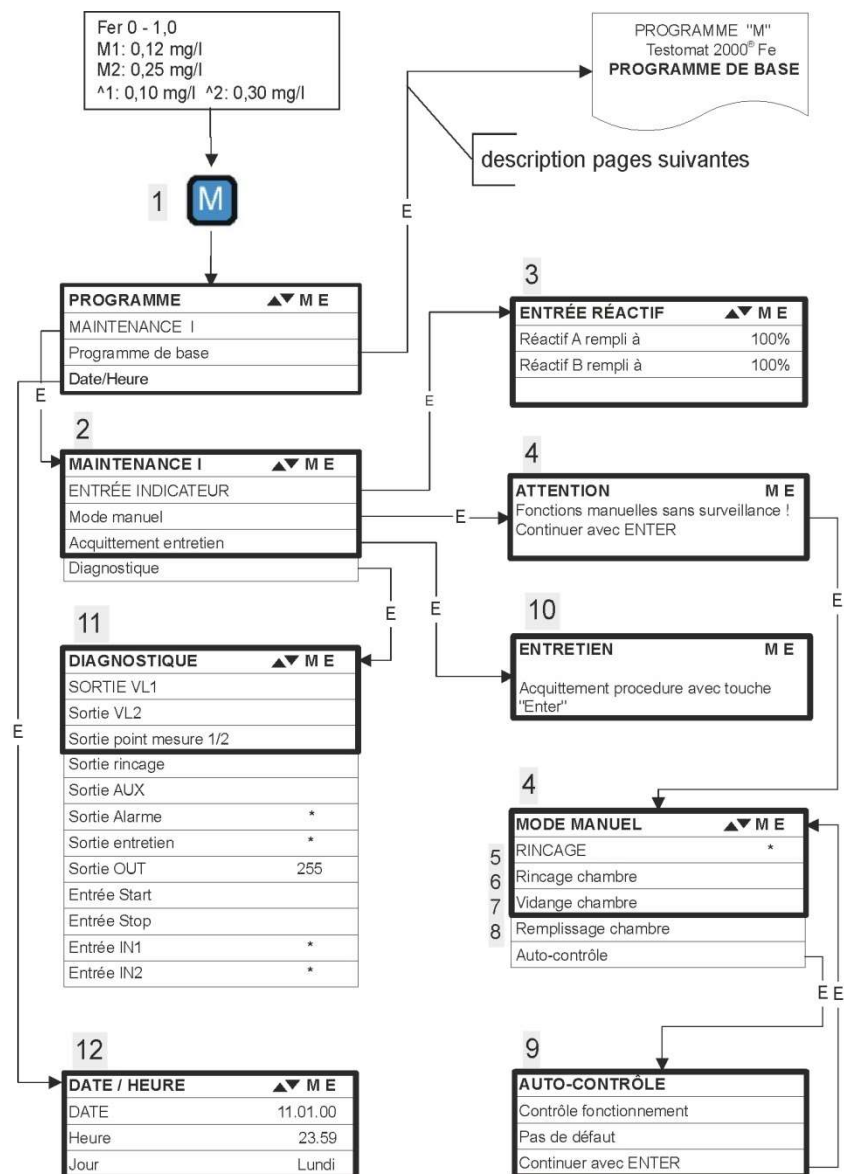 Fer 0 - 1,0
M1: 0,12 mg/l
M2: 0,25 mg/l
^1: 0,10 mg/l ^2: 0,30 mg/l
PROGRAMME "M"
Testomat 2000® Fe
PROGRAMME DE BASE
description pages suivantes
1
M
E
PROGRAMME ▲▼ M E
MAINTENANCE I
Programme de base
Date/Heure
E
3
ENTRÉE RÉACTIF ▲▼ M E
Réactif A rempli à 100%
Réactif B rempli à 100%
E
2
MAINTENANCE I ▲▼ M E
ENTRÉE INDICATEUR
Mode manuel
Acquittement entretien
Diagnostique
E
4
ATTENTION M E
Fonctions manuelles sans surveillance !
Continuer avec ENTER
E
E
E
10
ENTRETIEN M E
Acquittement procedure avec touche
"Enter"
11
DIAGNOSTIQUE ▲▼ M E
SORTIE VL1
Sortie VL2
Sortie point mesure 1/2
Sortie rincage
Sortie AUX
Sortie Alarme *
Sortie entretien *
Sortie OUT 255
Entrée Start
Entrée Stop
Entrée IN1 *
Entrée IN2 *
E
4
MODE MANUEL ▲▼ M E
5 RINCAGE *
6 Rincage chambre
7 Vidange chambre
8 Remplissage chambre
Auto-contrôle
E E
12
DATE / HEURE ▲▼ M E
DATE 11.01.00
Heure 23.59
Jour Lundi
9
AUTO-CONTRÔLE
Contrôle fonctionnement
Pas de défaut
Continuer avec ENTER